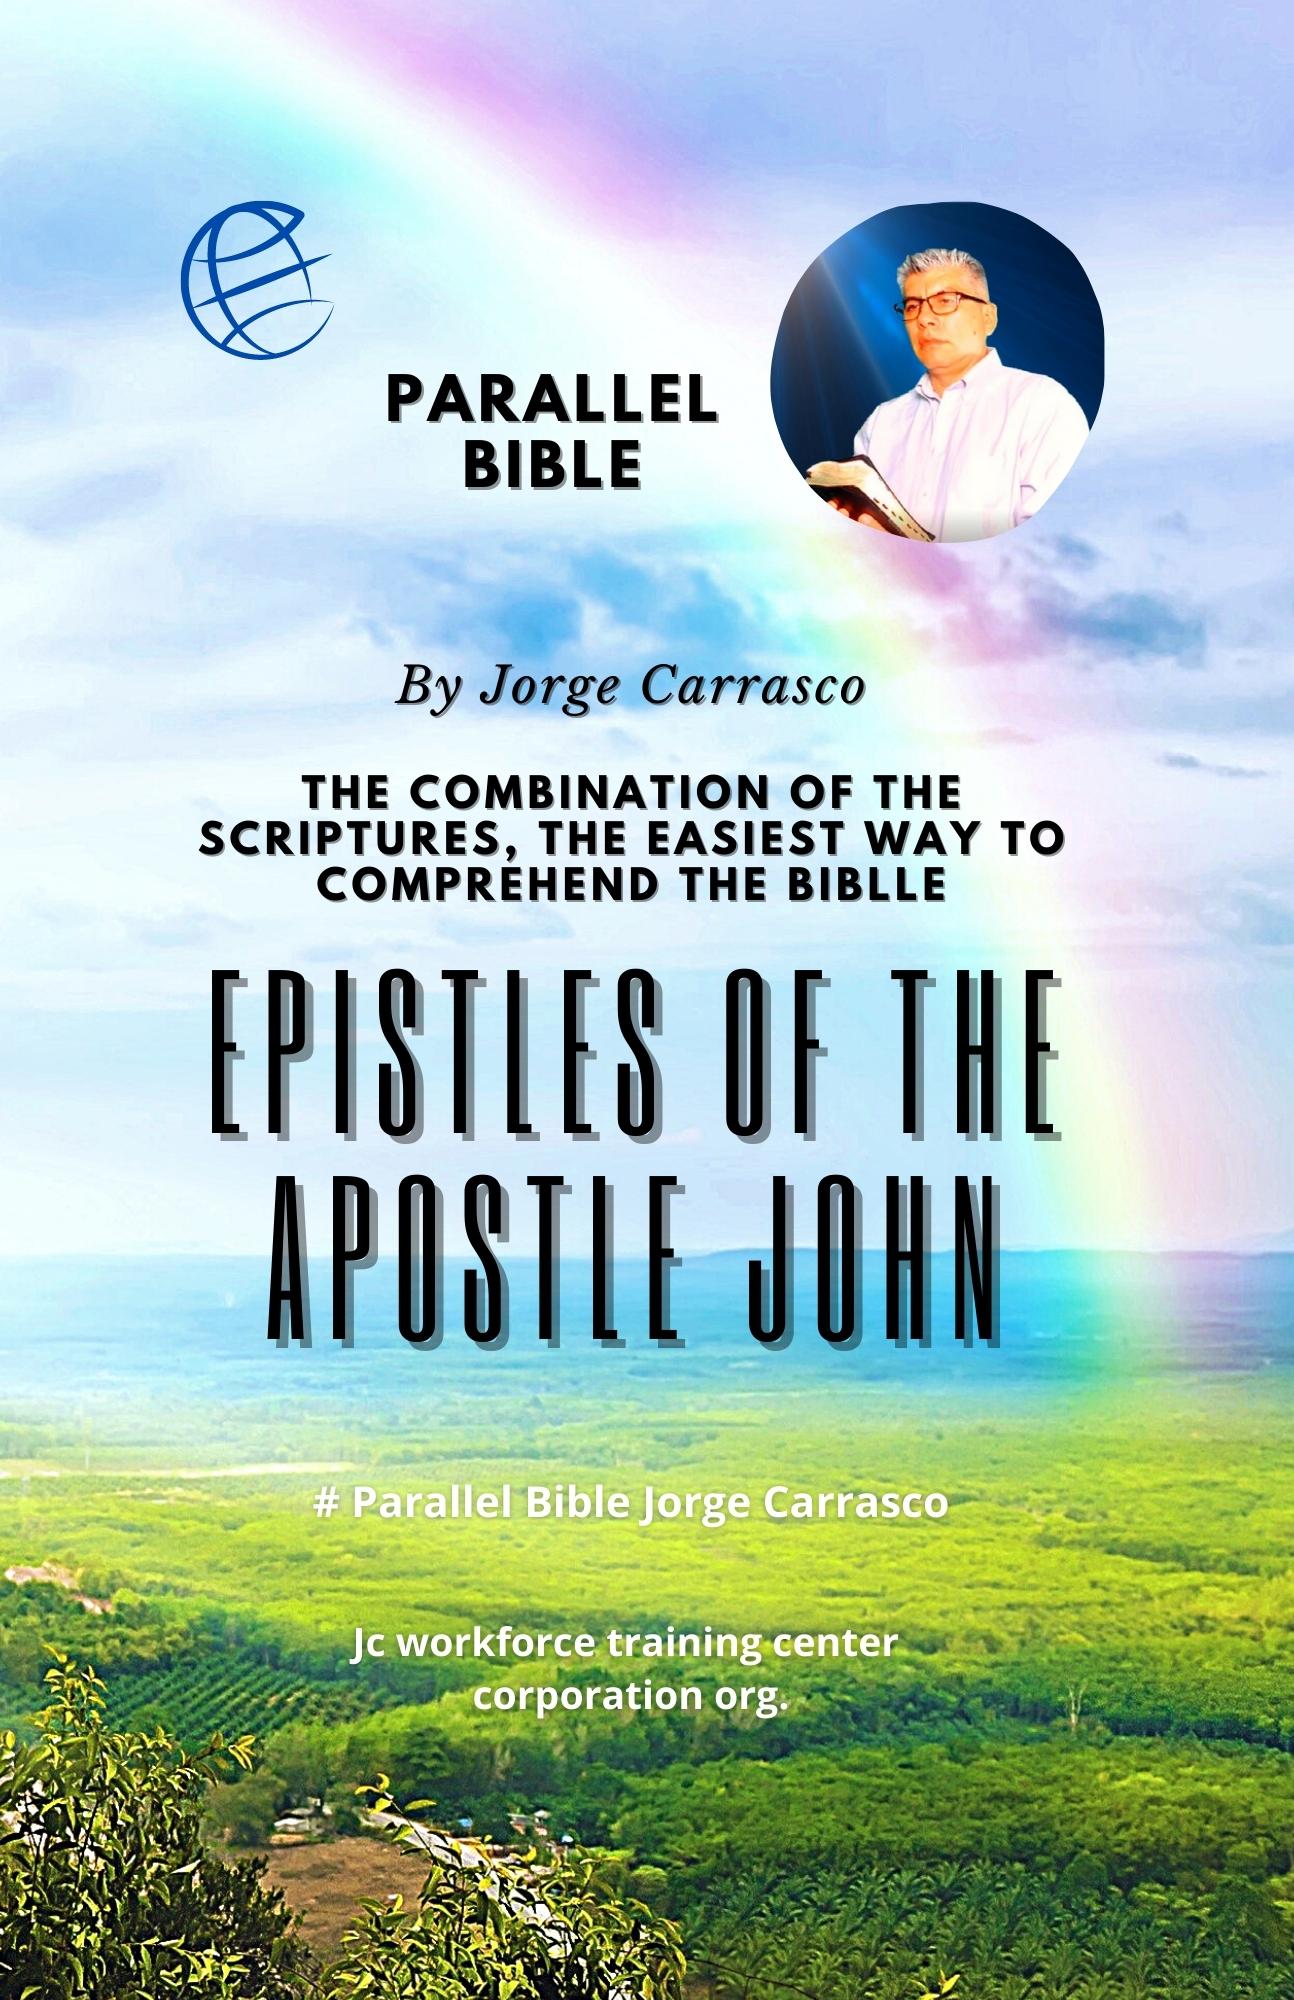 PARALLEL
BIBLE
By Jorge Carrasco
THE COMBINATION OF THE
SCRIPTURES, THE EASIEST WAY TO
COMPREHEND THE BIBLLE
EPISTLES OF THE
APOSTLE JOHN
# Parallel Bible Jorge Carrasco
Jc workforce training center
corporation org.